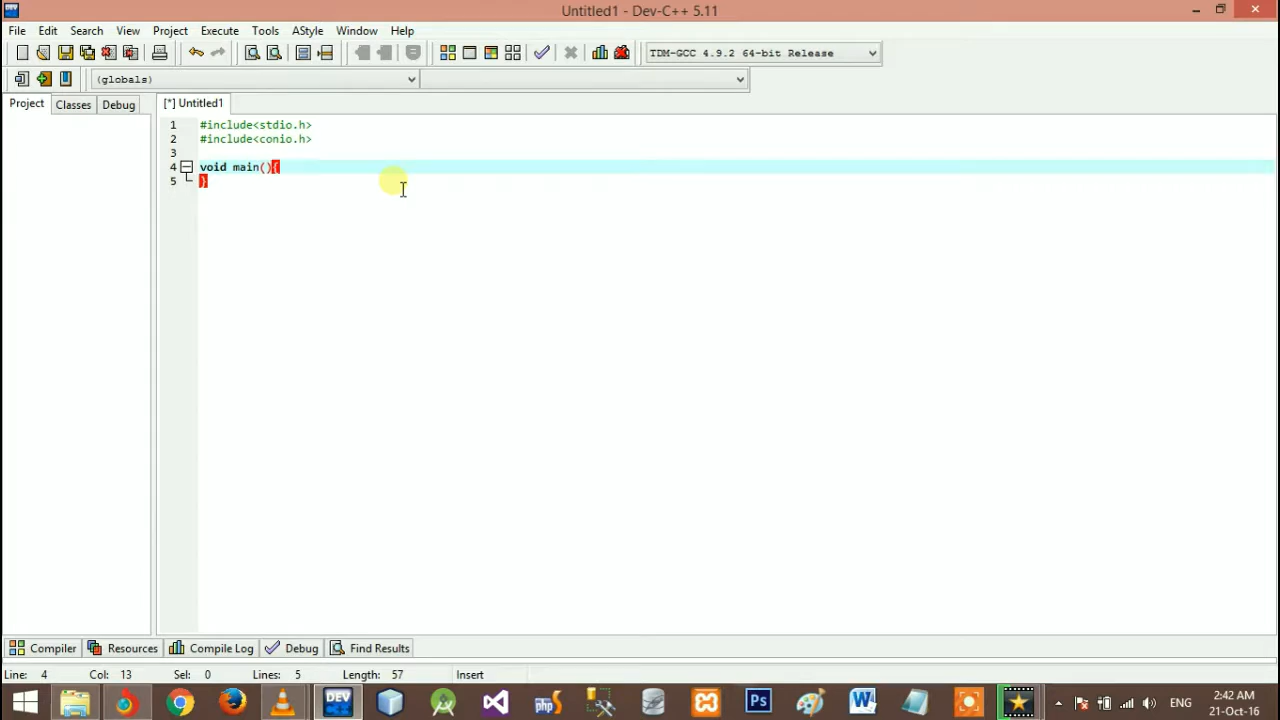 Untitled1 - Dev-C++ 5.11
File Edit Search View Project Execute Tools AStyle Window Help
TDM-GCC 4.9.2 64-bit Release
(globals)
Project Classes Debug [*] Untitled1
1 #include<stdio.h>
2 #include<conio.h>
3
4 void main(){
5 }
Compiler Resources Compile Log Debug Find Results
Line: 4 Col: 13 Sel: 0 Lines: 5 Length: 57 Insert
DEV php Ps W ENG 2:42 AM
21-Oct-16